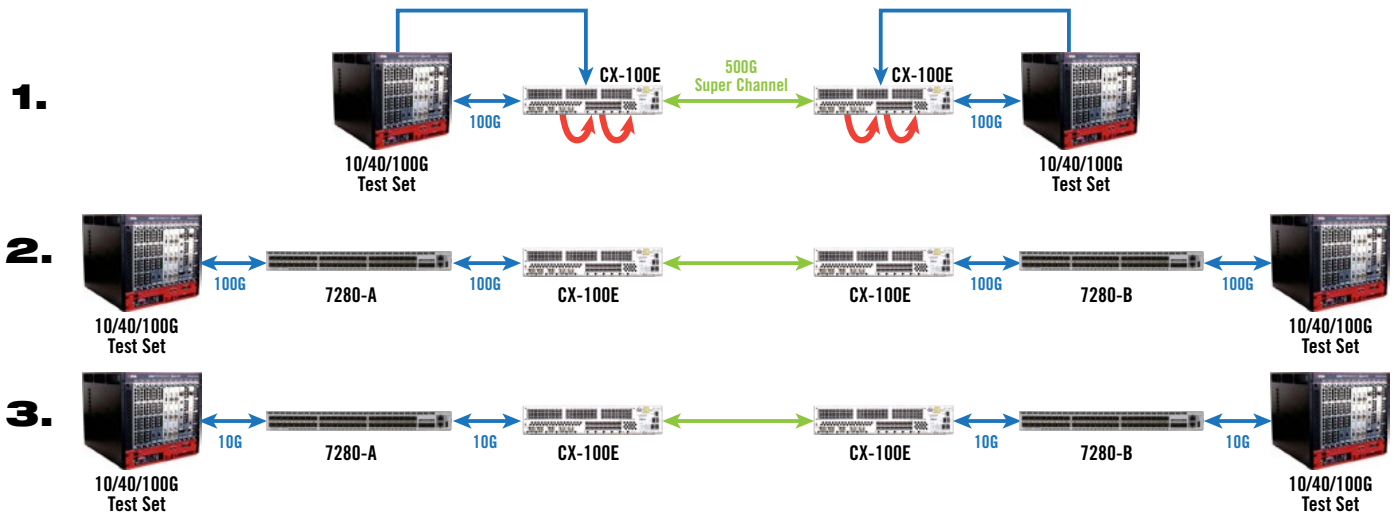 1.
CX-100E
500G
Super Channel
CX-100E
100G
100G
10/40/100G
Test Set
10/40/100G
Test Set
2.
100G
100G
100G
100G
7280-A
CX-100E
CX-100E
7280-B
10/40/100G
Test Set
10/40/100G
Test Set
3.
10G
10G
10G
10G
7280-A
CX-100E
CX-100E
7280-B
10/40/100G
Test Set
10/40/100G
Test Set